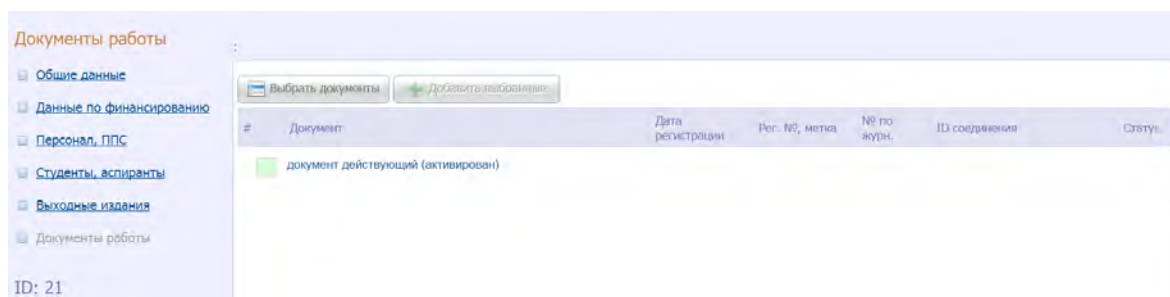 Документы работы
:
Общие данные
Данные по финансированию
Персонал, ППС
Студенты, аспиранты
Выходные издания
Документы работы
ID: 21
Выбрать документы Добавить выбранные
# Документ Дата регистрации Рег. №, метка № по журн. ID соединения Статус
документ действующий (активирован)